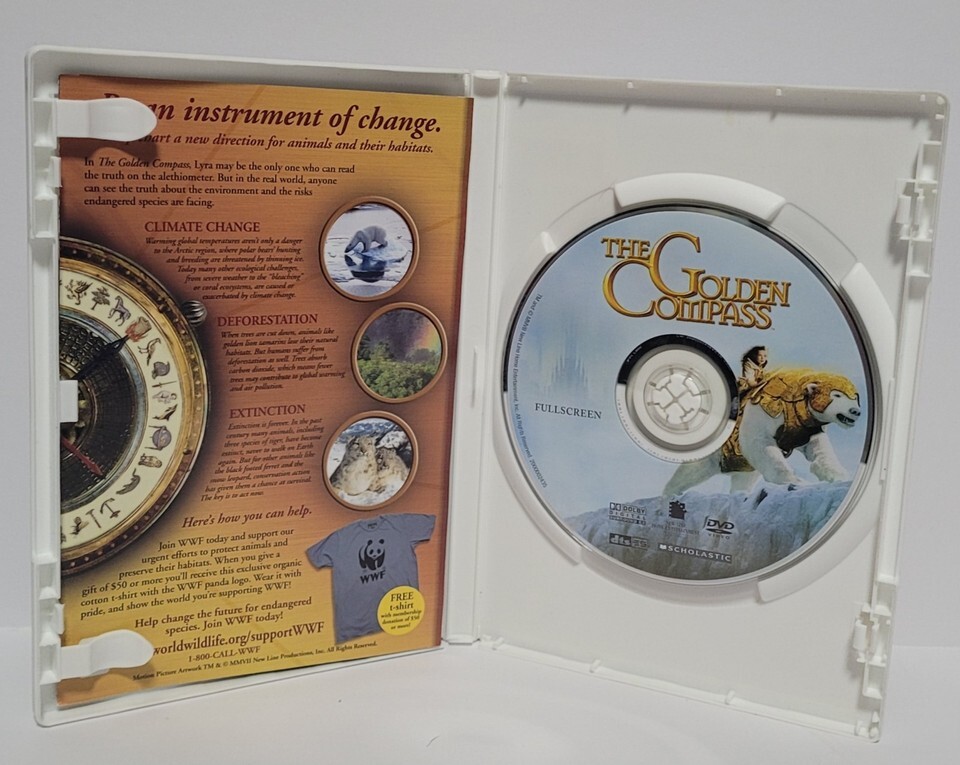 an instrument of change.
chart a new direction for animals and their habitats.
In The Golden Compass, Lyra may be the only one who can read
the truth on the alethiometer. But in the real world, anyone
can see the truth about the environment and the risks
endangered species are facing.
CLIMATE CHANGE
Warming global temperatures aren't only a danger
to the Arctic region, where polar bears' hunting
and breeding are threatened by thinning ice.
Today many other ecological challenges,
from severe weather to the "bleaching"
of coral ecosystems, are caused or
exacerbated by climate change.
DEFORESTATION
When trees are cut down, animals like
golden lion tamarins lose their natural
habitats. But humans suffer from
deforestation as well. Trees absorb
carbon dioxide, which means fewer
trees may contribute to global warming
and air pollution.
EXTINCTION
Extinction is forever. In the past
century many animals, including
three species of tiger, have become
extinct, never to walk on Earth
again. But for other animals like
the black footed ferret and the
snow leopard, conservation action
has given them a chance at survival.
The key is to act now.
Here's how you can help.
Join WWF today and support our
urgent efforts to protect animals and
preserve their habitats. When you give a
gift of $50 or more you'll receive this exclusive organic
cotton t-shirt with the WWF panda logo. Wear it with
pride, and show the world you're supporting WWF!
Help change the future for endangered
species. Join WWF today!
worldwildlife.org/supportWWF
1-800-CALL-WWF
Motion Picture Artwork TM & © MMVII New Line Productions, Inc. All Rights Reserved.
WWF
FREE
t-shirt
with membership
donation of $50
or more!
THE GOLDEN
COMPASS
FULLSCREEN
DOLBY
DIGITAL
dts
DVD
VIDEO
SCHOLASTIC